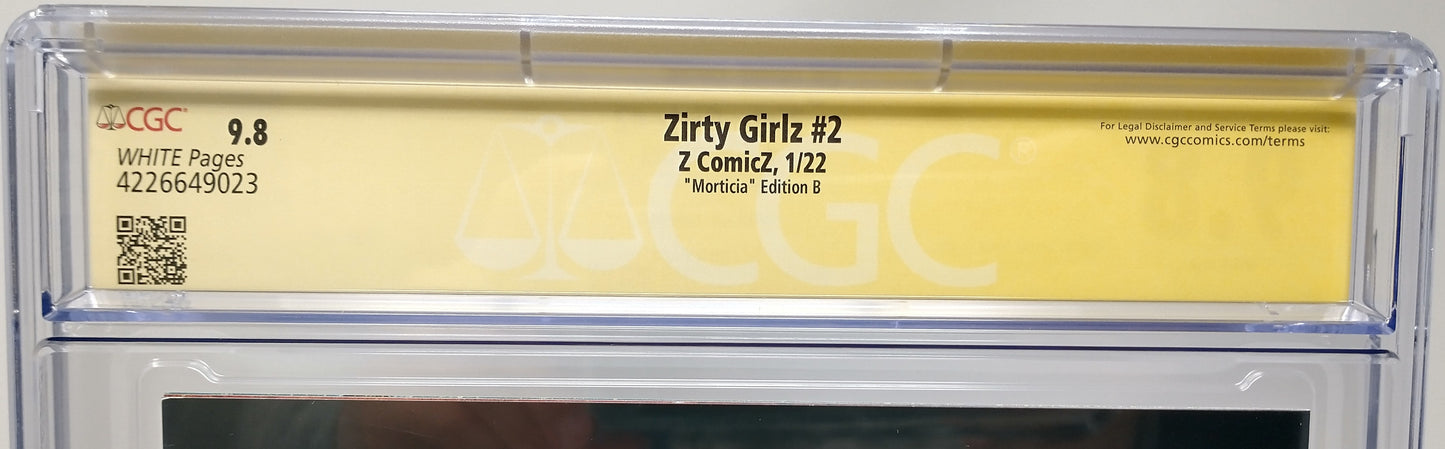 CGC
9.8
WHITE Pages
4226649023
Zirty Girlz #2
Z ComicZ, 1/22
"Morticia" Edition B
For Legal Disclaimer and Service Terms please visit:
www.cgccomics.com/terms
CGC